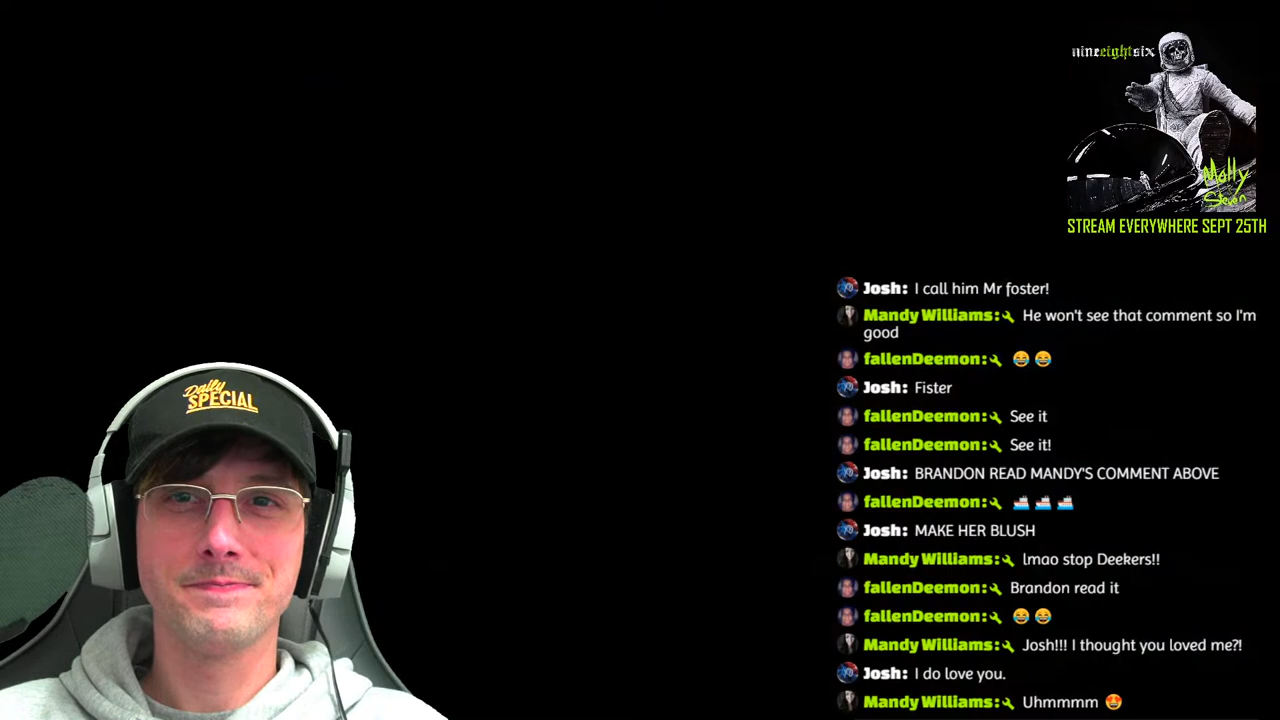 Daily
SPECIAL
nineeightsix
Molly
Steven
STREAM EVERYWHERE SEPT 25TH
Josh: I call him Mr foster!
Mandy Williams: He won't see that comment so I'm
good
fallenDeemon: 😂 😂
Josh: Fister
fallenDeemon: See it
fallenDeemon: See it!
Josh: BRANDON READ MANDY'S COMMENT ABOVE
fallenDeemon: 🛳️ 🛳️ 🛳️
Josh: MAKE HER BLUSH
Mandy Williams: lmao stop Deekers!!
fallenDeemon: Brandon read it
fallenDeemon: 😂 😂
Mandy Williams: Josh!!! I thought you loved me?!
Josh: I do love you.
Mandy Williams: Uhmmmm 🤩